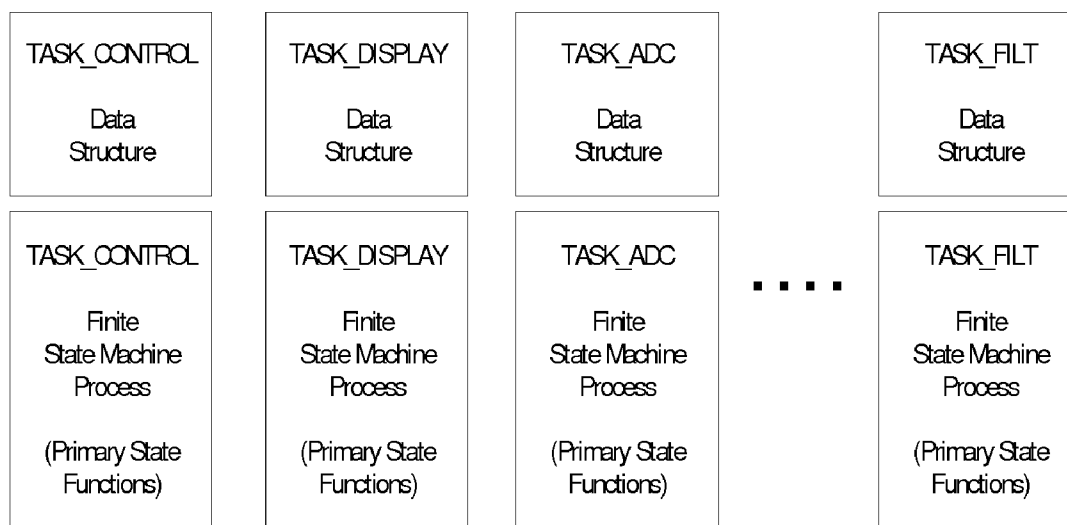 TASK_CONTROL
Data
Structure
TASK_DISPLAY
Data
Structure
TASK_ADC
Data
Structure
TASK_FILT
Data
Structure
TASK_CONTROL
Finite
State Machine
Process
(Primary State
Functions)
TASK_DISPLAY
Finite
State Machine
Process
(Primary State
Functions)
TASK_ADC
Finite
State Machine
Process
(Primary State
Functions)
....
TASK_FILT
Finite
State Machine
Process
(Primary State
Functions)